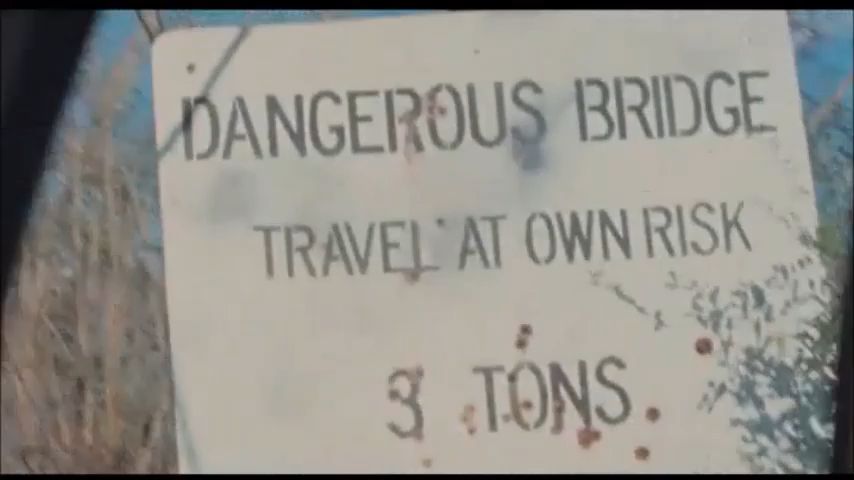 DANGEROUS BRIDGE
TRAVEL AT OWN RISK
3 TONS